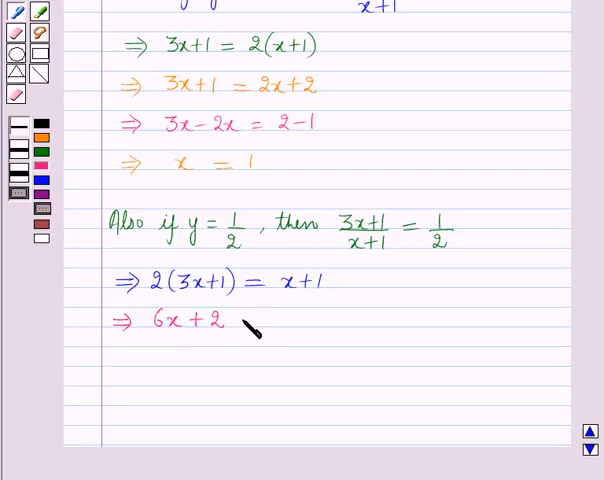 x+1
⇒ 3x+1 = 2(x+1)
⇒ 3x+1 = 2x+2
⇒ 3x-2x = 2-1
⇒ x = 1
Also if y = 1/2, then (3x+1)/(x+1) = 1/2
⇒ 2(3x+1) = x+1
⇒ 6x+2